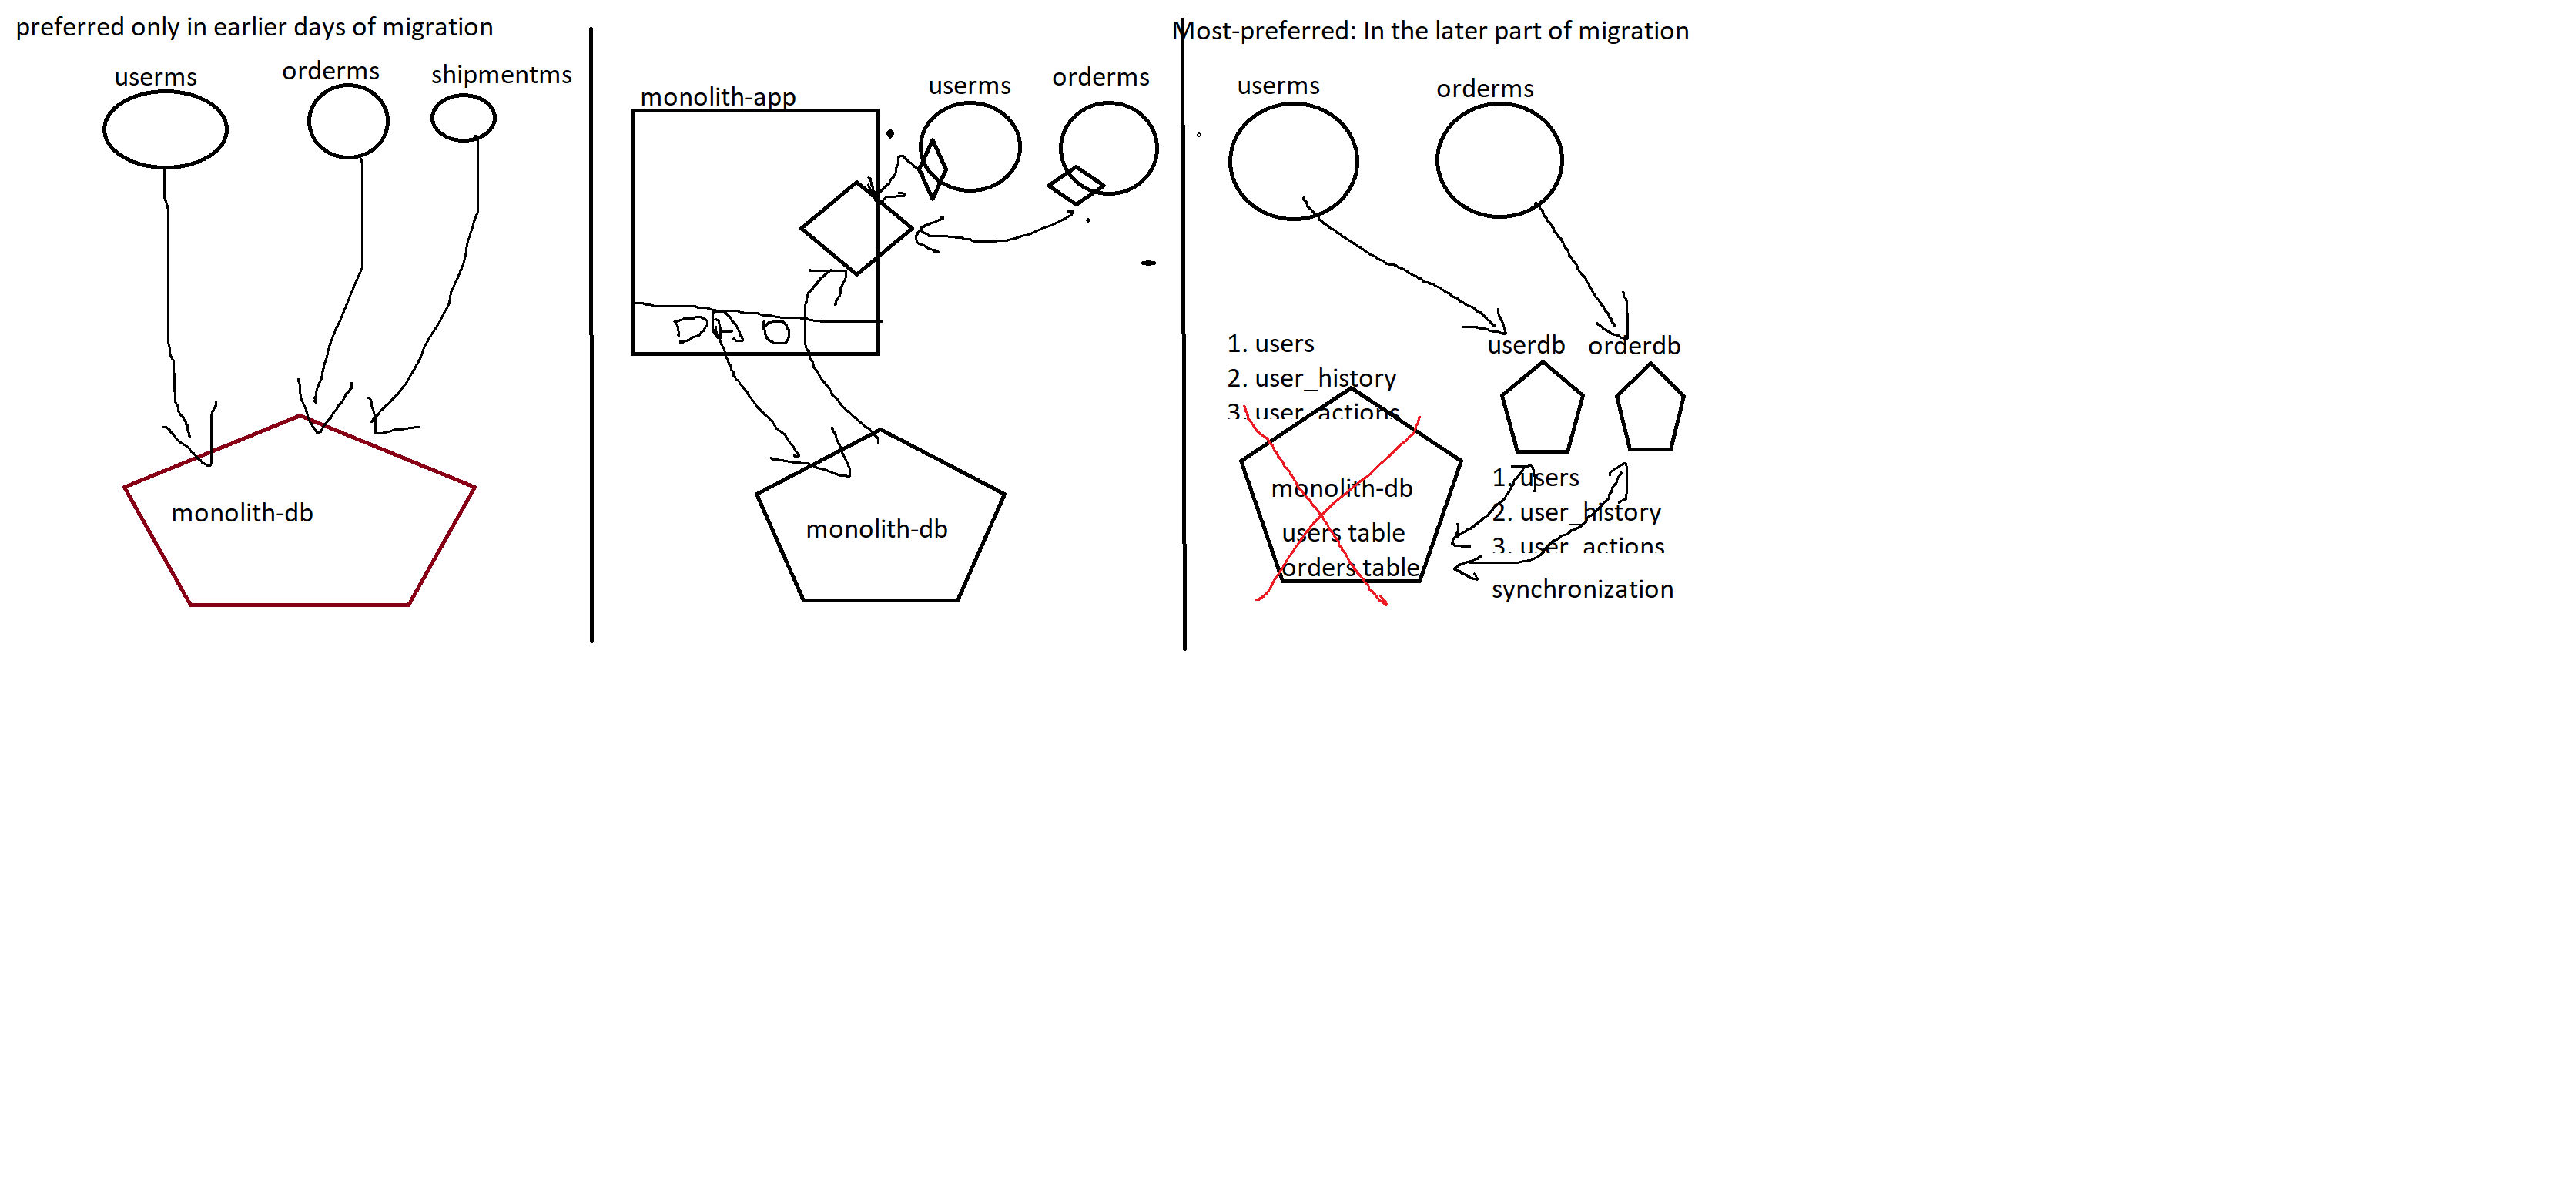 preferred only in earlier days of migration
userms
orderms
shipmentms
monolith-db
monolith-app
userms
orderms
DAO
monolith-db
Most-preferred: In the later part of migration
userms
orderms
1. users
2. user_history
3. user_actions
monolith-db
users table
orders table
userdb
orderdb
1. users
2. user_history
3. user_actions
synchronization